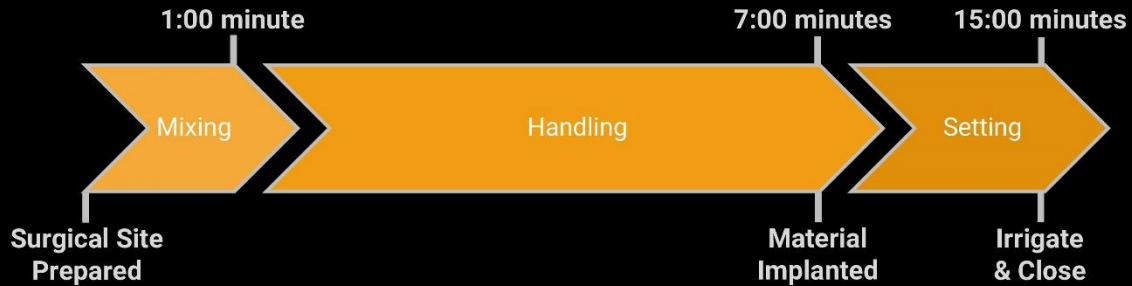 1:00 minute
7:00 minutes
15:00 minutes
Mixing
Handling
Setting
Surgical Site
Prepared
Material
Implanted
Irrigate
& Close